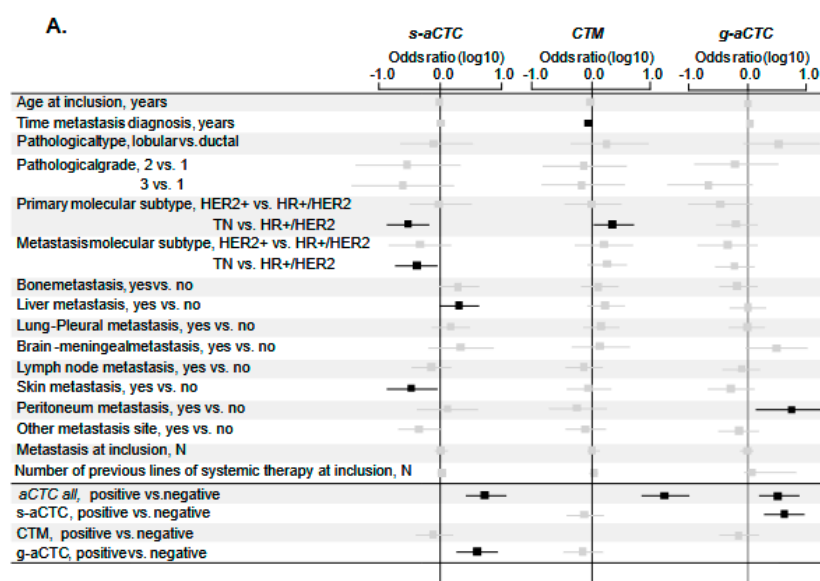 A.
s-aCTC CTM g-aCTC
Odds ratio (log10) Odds ratio (log10) Odds ratio (log10)
-1.0 0.0 1.0 -1.0 0.0 1.0 -1.0 0.0 1.0
Age at inclusion, years
Time metastasis diagnosis, years
Pathological type, lobular vs. ductal
Pathological grade, 2 vs. 1
3 vs. 1
Primary molecular subtype, HER2+ vs. HR+/HER2
TN vs. HR+/HER2
Metastasis molecular subtype, HER2+ vs. HR+/HER2
TN vs. HR+/HER2
Bone metastasis, yes vs. no
Liver metastasis, yes vs. no
Lung-Pleural metastasis, yes vs. no
Brain-meningeal metastasis, yes vs. no
Lymph node metastasis, yes vs. no
Skin metastasis, yes vs. no
Peritoneum metastasis, yes vs. no
Other metastasis site, yes vs. no
Metastasis at inclusion, N
Number of previous lines of systemic therapy at inclusion, N
aCTC all, positive vs. negative
s-aCTC, positive vs. negative
CTM, positive vs. negative
g-aCTC, positive vs. negative